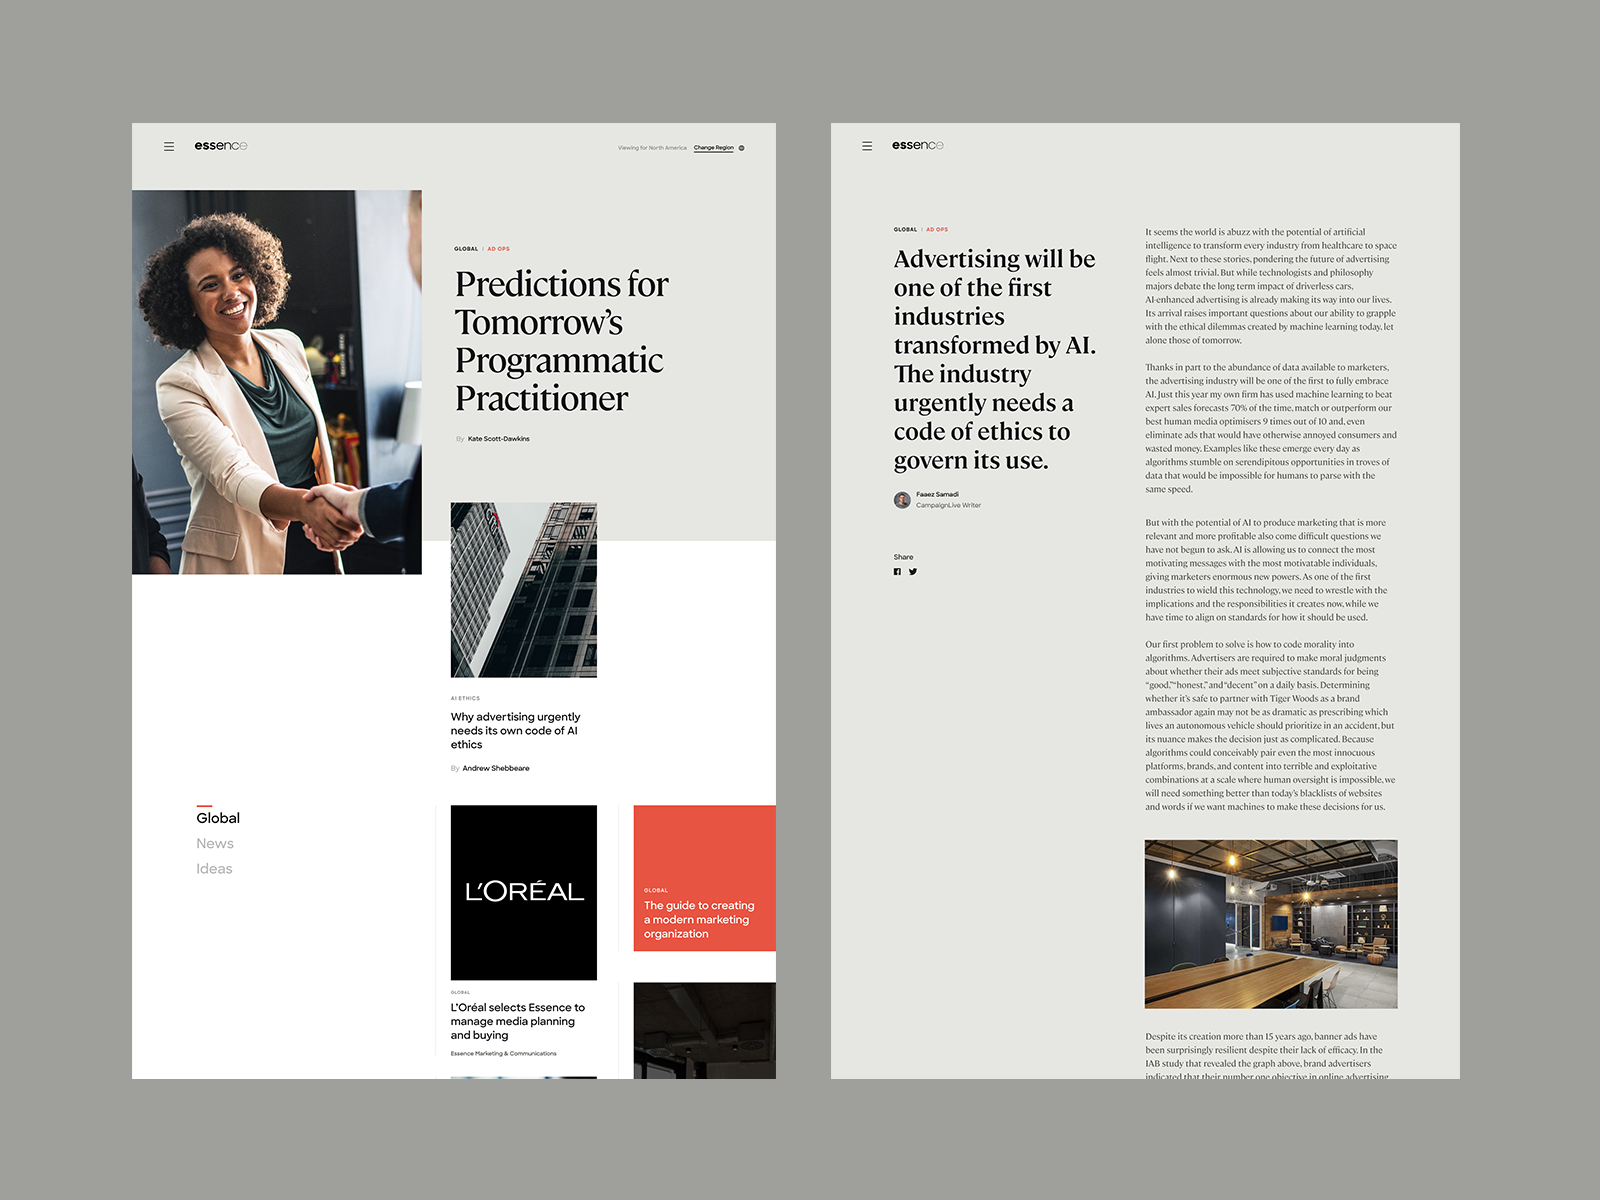 essence
Viewing for North America Change Region
GLOBAL | AD OPS
Predictions for
Tomorrow's
Programmatic
Practitioner
By Kate Scott-Dawkins
AI ETHICS
Why advertising urgently
needs its own code of AI
ethics
By Andrew Shebbeare
Global
News
Ideas
L'ORÉAL
GLOBAL
L'Oréal selects Essence to
manage media planning
and buying
Essence Marketing & Communications
GLOBAL
The guide to creating
a modern marketing
organization
essence
GLOBAL | AD OPS
Advertising will be
one of the first
industries
transformed by AI.
The industry
urgently needs a
code of ethics to
govern its use.
Faaez Samadi
CampaignLive Writer
Share
It seems the world is abuzz with the potential of artificial
intelligence to transform every industry from healthcare to space
flight. Next to these stories, pondering the future of advertising
feels almost trivial. But while technologists and philosophy
majors debate the long term impact of driverless cars,
AI-enhanced advertising is already making its way into our lives.
Its arrival raises important questions about our ability to grapple
with the ethical dilemmas created by machine learning today, let
alone those of tomorrow.
Thanks in part to the abundance of data available to marketers,
the advertising industry will be one of the first to fully embrace
AI. Just this year my own firm has used machine learning to beat
expert sales forecasts 70% of the time, match or outperform our
best human media optimisers 9 times out of 10 and, even
eliminate ads that would have otherwise annoyed consumers and
wasted money. Examples like these emerge every day as
algorithms stumble on serendipitous opportunities in troves of
data that would be impossible for humans to parse with the
same speed.
But with the potential of AI to produce marketing that is more
relevant and more profitable also come difficult questions we
have not begun to ask. AI is allowing us to connect the most
motivating messages with the most motivatable individuals,
giving marketers enormous new powers. As one of the first
industries to wield this technology, we need to wrestle with the
implications and the responsibilities it creates now, while we
have time to align on standards for how it should be used.
Our first problem to solve is how to code morality into
algorithms. Advertisers are required to make moral judgments
about whether their ads meet subjective standards for being
“good,” “honest,” and “decent” on a daily basis. Determining
whether it's safe to partner with Tiger Woods as a brand
ambassador again may not be as dramatic as prescribing which
lives an autonomous vehicle should prioritize in an accident, but
its nuance makes the decision just as complicated. Because
algorithms could conceivably pair even the most innocuous
platforms, brands, and content into terrible and exploitative
combinations at a scale where human oversight is impossible, we
will need something better than today's blacklists of websites
and words if we want machines to make these decisions for us.
Despite its creation more than 15 years ago, banner ads have
been surprisingly resilient despite their lack of efficacy. In the
IAB study that revealed the graph above, brand advertisers
indicated that their number one objective in online advertising